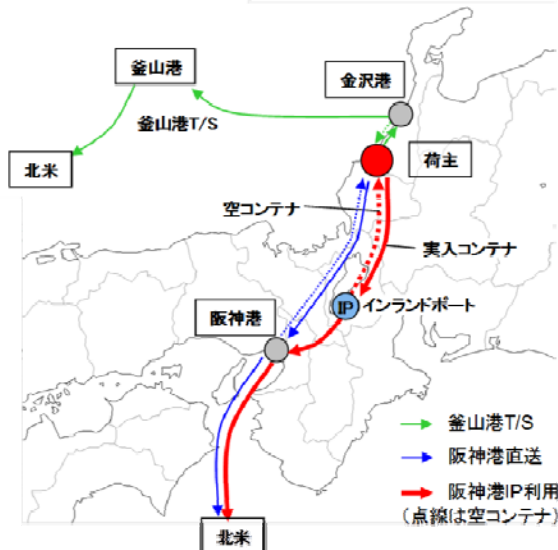 釜山港
金沢港
釜山港T/S
北米
荷主
空コンテナ
実入コンテナ
IP
インランドポート
阪神港
釜山港T/S
阪神港直送
阪神港IP利用
(点線は空コンテナ)
北米